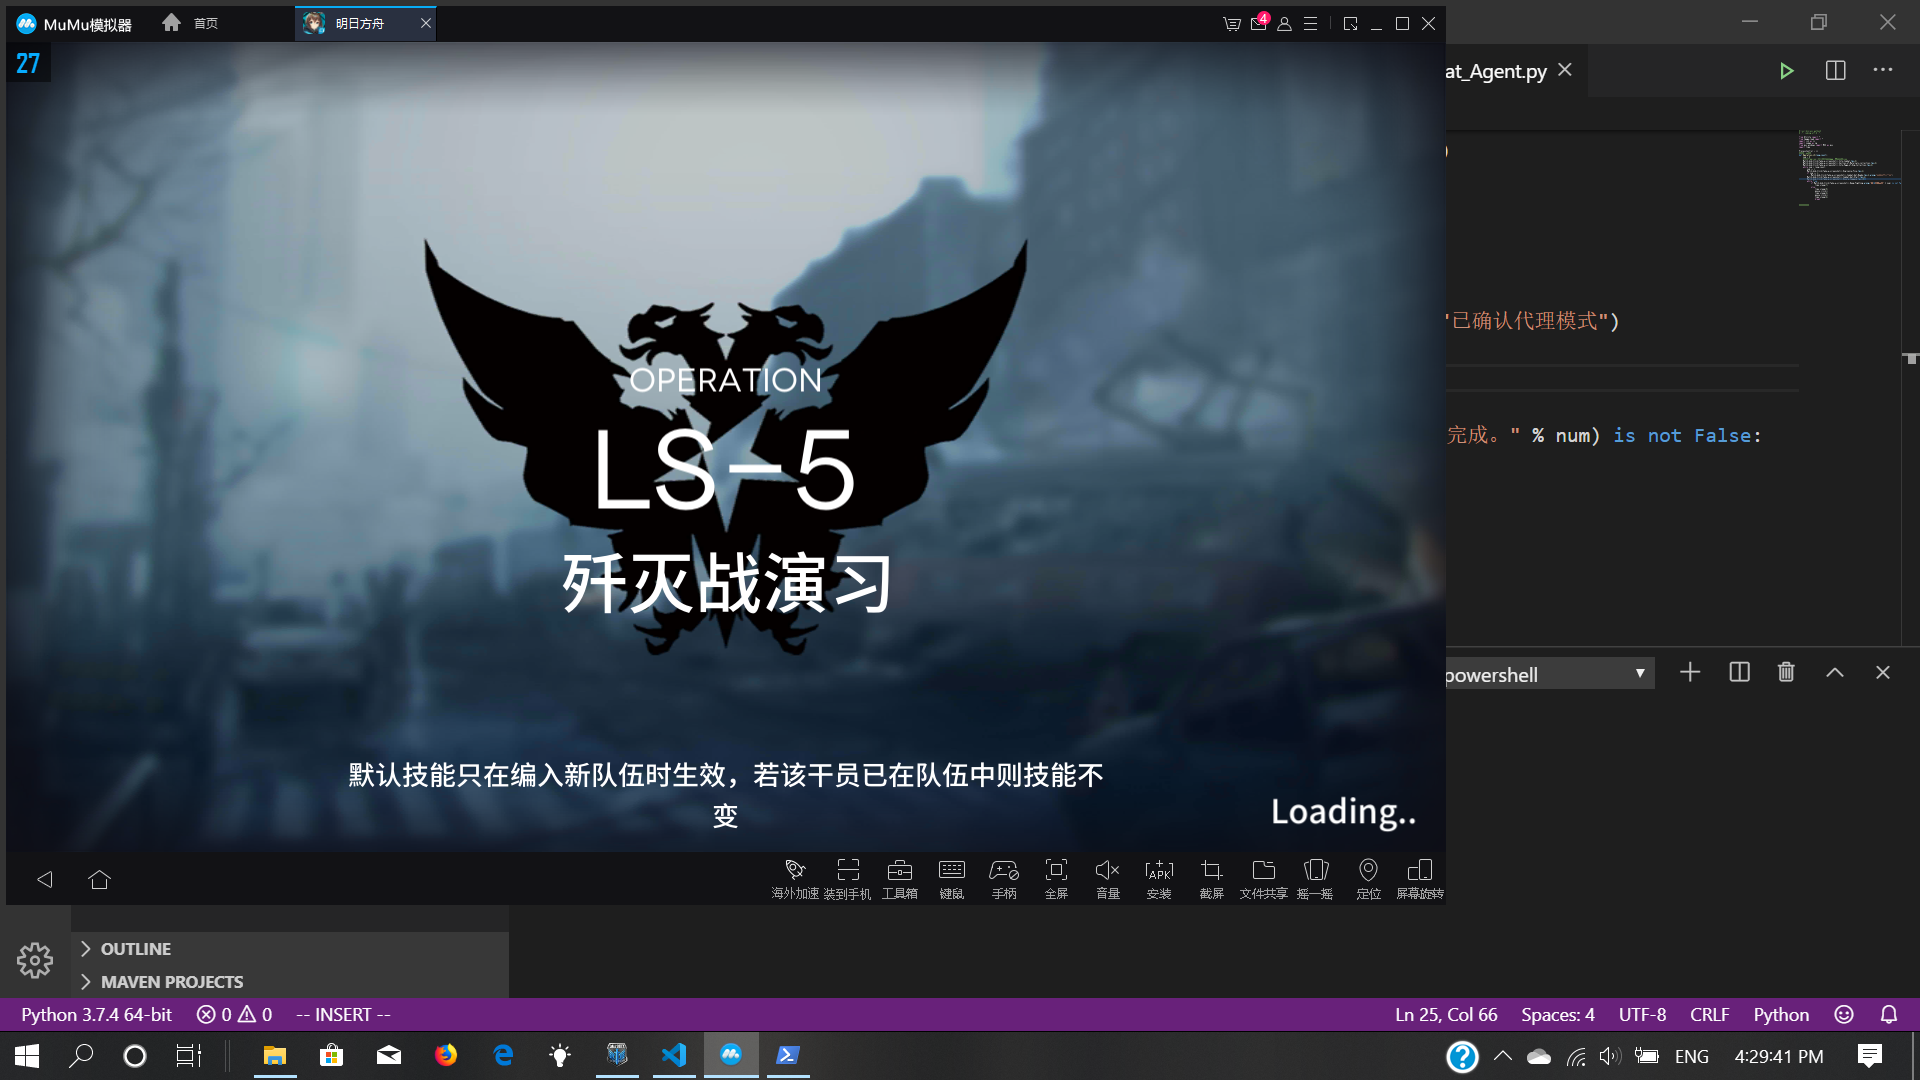 MuMu模拟器
首页
明日方舟
4
27
at_Agent.py
)
"已确认代理模式")
完成。" % num) is not False:
OPERATION
LS-5
歼灭战演习
默认技能只在编入新队伍时生效，若该干员已在队伍中则技能不
变
Loading..
powershell
海外加速
装到手机
工具箱
键鼠
手柄
全屏
音量
APK
安装
截屏
文件共享
摇一摇
定位
屏幕旋转
OUTLINE
MAVEN PROJECTS
Python 3.7.4 64-bit
0
0
-- INSERT --
Ln 25, Col 66
Spaces: 4
UTF-8
CRLF
Python
ENG
4:29:41 PM